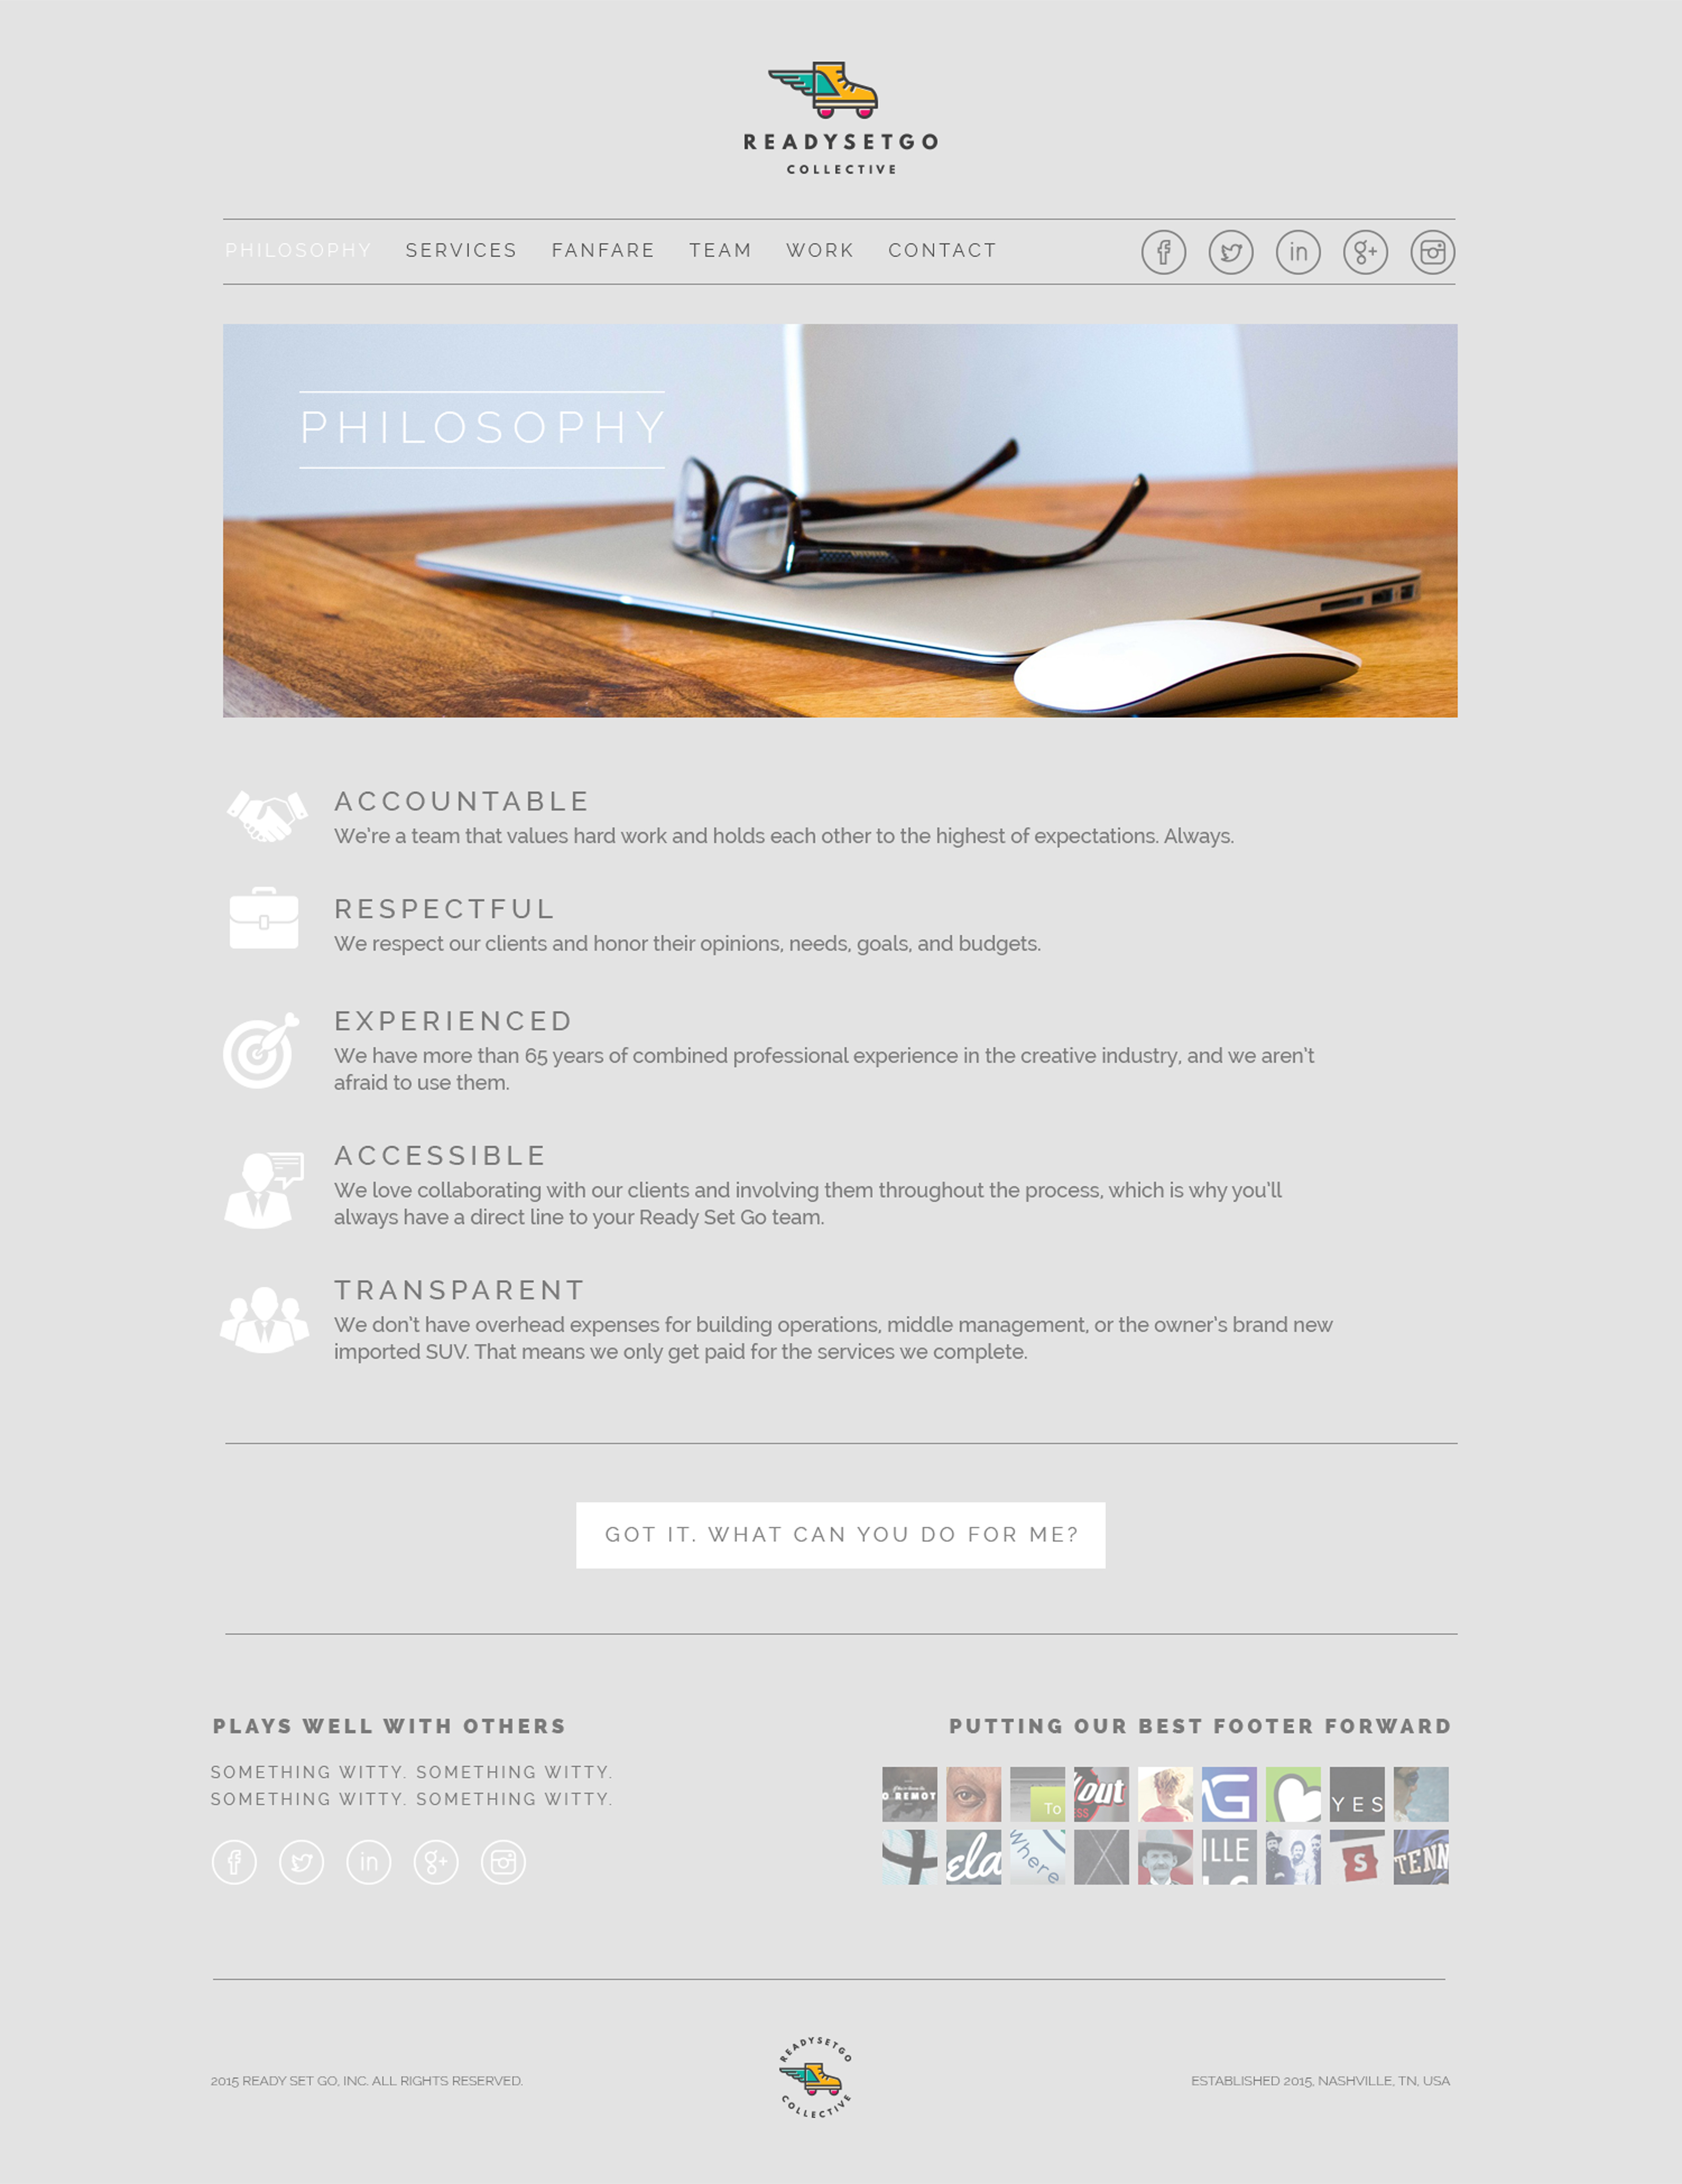 READYSETGO
COLLECTIVE
PHILOSOPHY SERVICES FANFARE TEAM WORK CONTACT
PHILOSOPHY
ACCOUNTABLE
We're a team that values hard work and holds each other to the highest of expectations. Always.
RESPECTFUL
We respect our clients and honor their opinions, needs, goals, and budgets.
EXPERIENCED
We have more than 65 years of combined professional experience in the creative industry, and we aren't
afraid to use them.
ACCESSIBLE
We love collaborating with our clients and involving them throughout the process, which is why you'll
always have a direct line to your Ready Set Go team.
TRANSPARENT
We don't have overhead expenses for building operations, middle management, or the owner's brand new
imported SUV. That means we only get paid for the services we complete.
GOT IT. WHAT CAN YOU DO FOR ME?
PLAYS WELL WITH OTHERS
SOMETHING WITTY. SOMETHING WITTY.
SOMETHING WITTY. SOMETHING WITTY.
PUTTING OUR BEST FOOTER FORWARD
O REMOT
To
out
ESS
G
YES
ela
Where
ILLE
S
TENN
2015 READY SET GO, INC. ALL RIGHTS RESERVED.
READYSETGO
COLLECTIVE
ESTABLISHED 2015, NASHVILLE, TN, USA